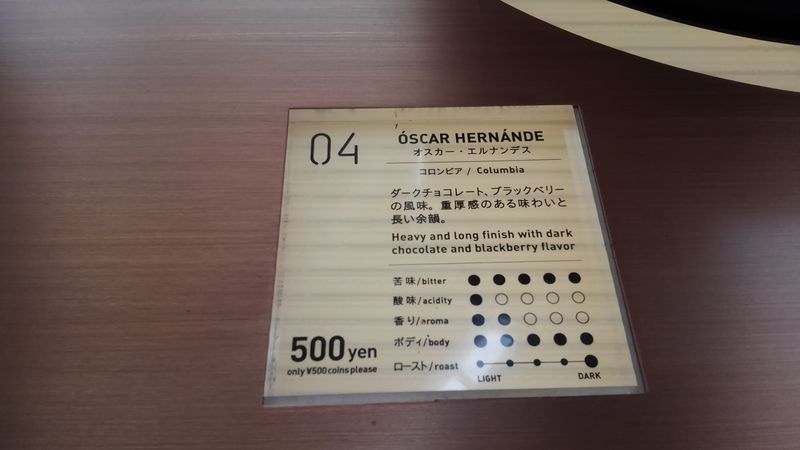 04
ÓSCAR HERNÁNDE
オスカー・エルナンデス
コロンビア / Columbia
ダークチョコレート、ブラックベリー
の風味。重厚感のある味わいと
長い余韻。
Heavy and long finish with dark
chocolate and blackberry flavor
苦味/bitter
酸味/acidity
香り/aroma
ボディ/body
ロースト/roast
LIGHT DARK
500 yen
only ¥500 coins please